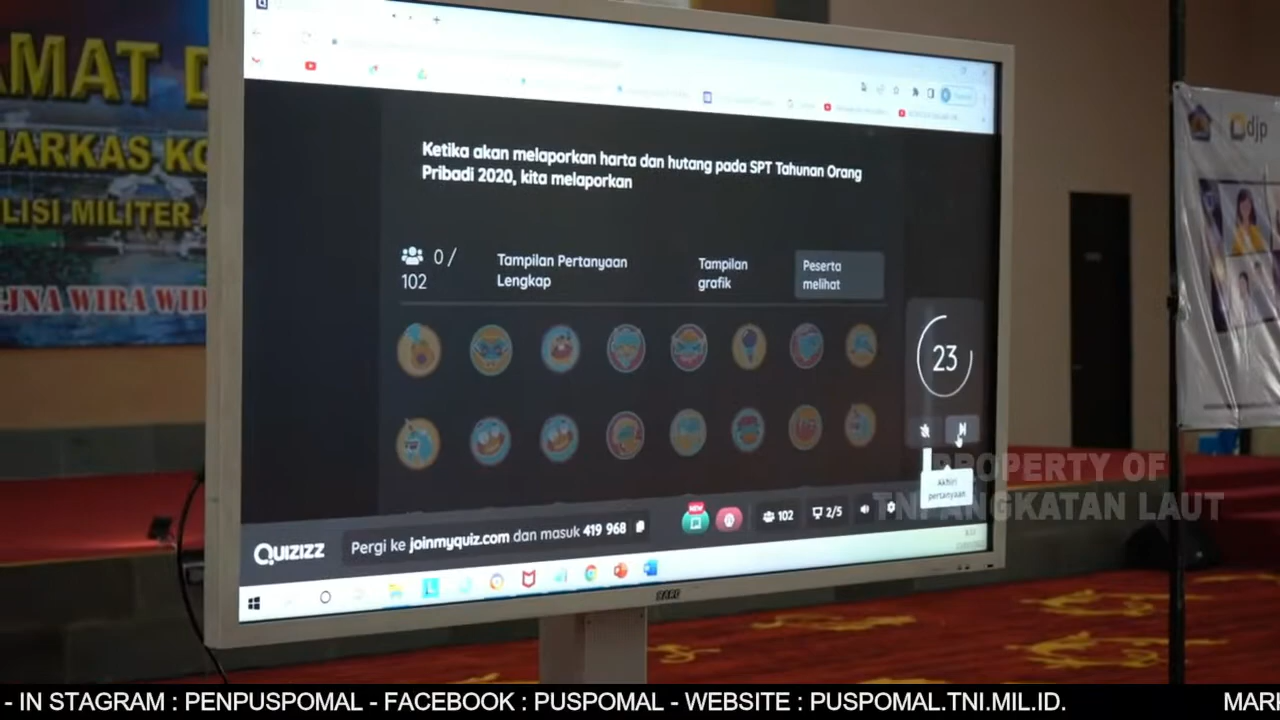 AMAT D
MARKAS KO
LISI MILITER A
EJNA WIRA WID
djp
Ketika akan melaporkan harta dan hutang pada SPT Tahunan Orang
Pribadi 2020, kita melaporkan
0 /
102
Tampilan Pertanyaan
Lengkap
Tampilan
grafik
Peserta
melihat
23
Akhiri
pertanyaan
PROPERTY OF
TNI ANGKATAN LAUT
QUIZIZZ
Pergi ke joinmyquiz.com dan masuk 419 968
NEW
102
2/5
- IN STAGRAM : PENPUSPOMAL - FACEBOOK : PUSPOMAL - WEBSITE : PUSPOMAL.TNI.MIL.ID.
MARI